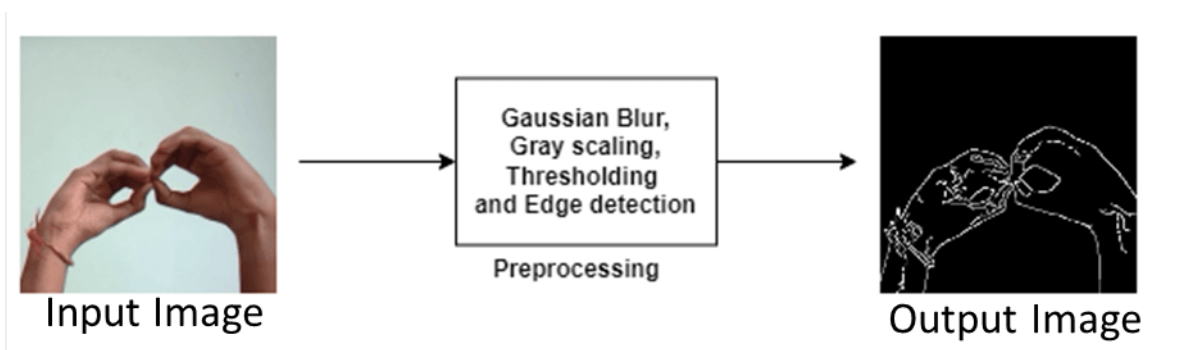 Gaussian Blur,
Gray scaling,
Thresholding
and Edge detection
Preprocessing
Input Image
Output Image